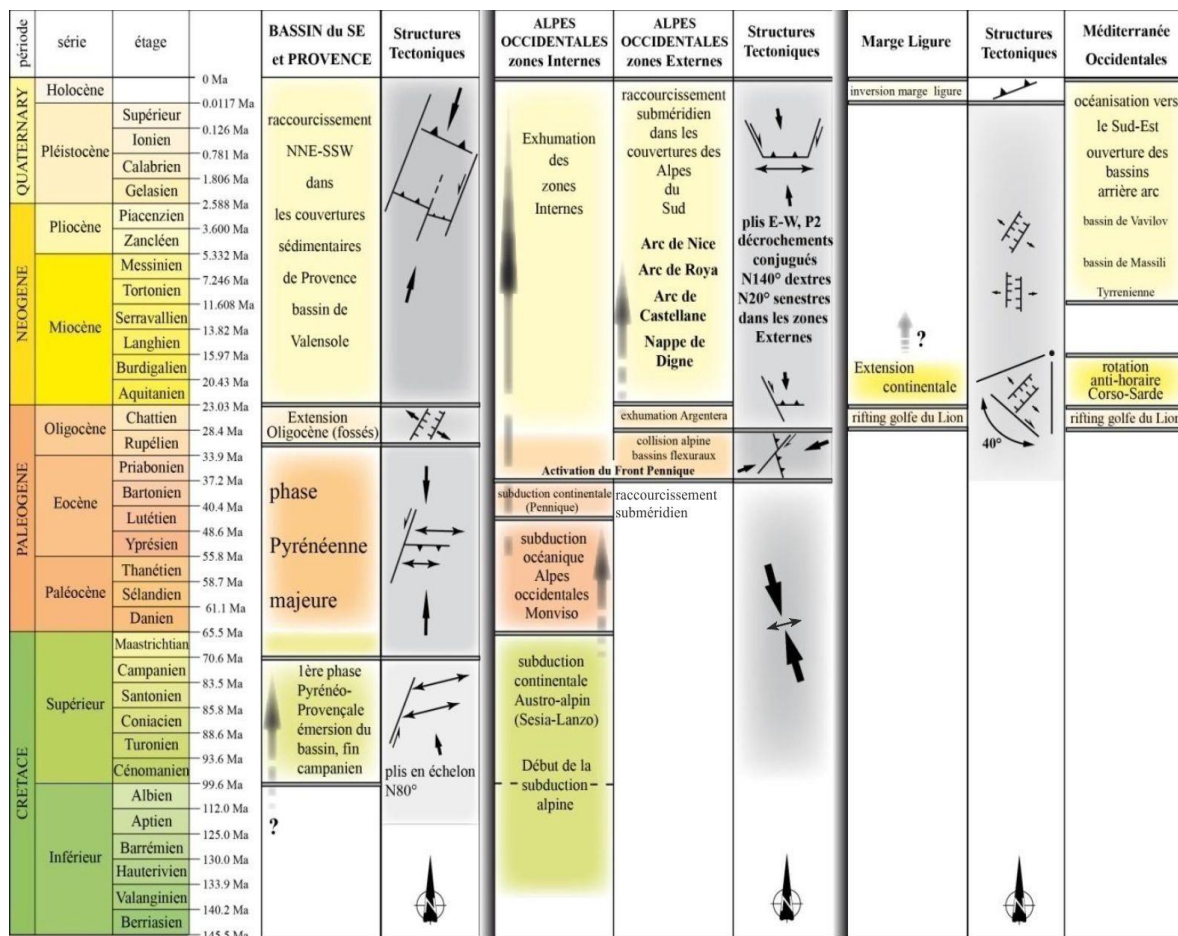 période
série
étage
BASSIN du SE
et PROVENCE
Structures
Tectoniques
ALPES
OCCIDENTALES
zones Internes
ALPES
OCCIDENTALES
zones Externes
Structures
Tectoniques
Marge Ligure
Structures
Tectoniques
Méditerranée
Occidentales
QUATERNARY
NEOGENE
PALEOGENE
CRETACE
Holocène
Pléistocène
Pliocène
Miocène
Oligocène
Eocène
Paléocène
Supérieur
Inférieur
Supérieur
Ionien
Calabrien
Gelasien
Piacenzien
Zancléen
Messinien
Tortonien
Serravallien
Langhien
Burdigalien
Aquitanien
Chattien
Rupélien
Priabonien
Bartonien
Lutétien
Yprésien
Thanétien
Sélandien
Danien
Maastrichtian
Campanien
Santonien
Coniacien
Turonien
Cénomanien
Albien
Aptien
Barrémien
Hauterivien
Valanginien
Berriasien
0 Ma
0.0117 Ma
0.126 Ma
0.781 Ma
1.806 Ma
2.588 Ma
3.600 Ma
5.332 Ma
7.246 Ma
11.608 Ma
13.82 Ma
15.97 Ma
20.43 Ma
23.03 Ma
28.4 Ma
33.9 Ma
37.2 Ma
40.4 Ma
48.6 Ma
55.8 Ma
58.7 Ma
61.1 Ma
65.5 Ma
70.6 Ma
83.5 Ma
85.8 Ma
88.6 Ma
93.6 Ma
99.6 Ma
112.0 Ma
125.0 Ma
130.0 Ma
133.9 Ma
140.2 Ma
145.5 Ma
raccourcissement
NNE-SSW
dans
les couvertures
sédimentaires
de Provence
bassin de
Valensole
Extension
Oligocène (fossés)
phase
Pyrénéenne
majeure
1ère phase
Pyrénéo-
Provençale
émersion du
bassin, fin
campanien
?
plis en échelon
N80°
N
Exhumation
des
zones
Internes
Activation du Front Pennique
subduction continentale
(Pennique)
subduction
océanique
Alpes
occidentales
Monviso
subduction
continentale
Austro-alpin
(Sesia-Lanzo)
Début de la
subduction
alpine
raccourcissement
subméridien
dans les
couvertures des
Alpes
du
Sud
Arc de Nice
Arc de Roya
Arc de
Castellane
Nappe de
Digne
exhumation Argentera
collision alpine
bassins flexuraux
raccourcissement
subméridien
plis E-W, P2
décrochements
conjugués
N140° dextres
N20° senestres
dans les zones
Externes
N
inversion marge ligure
?
Extension
continentale
rifting golfe du Lion
40°
N
océanisation vers
le Sud-Est
ouverture des
bassins
arrière arc
bassin de Vavilov
bassin de Massili
Tyrrenienne
rotation
anti-horaire
Corso-Sarde
rifting golfe du Lion